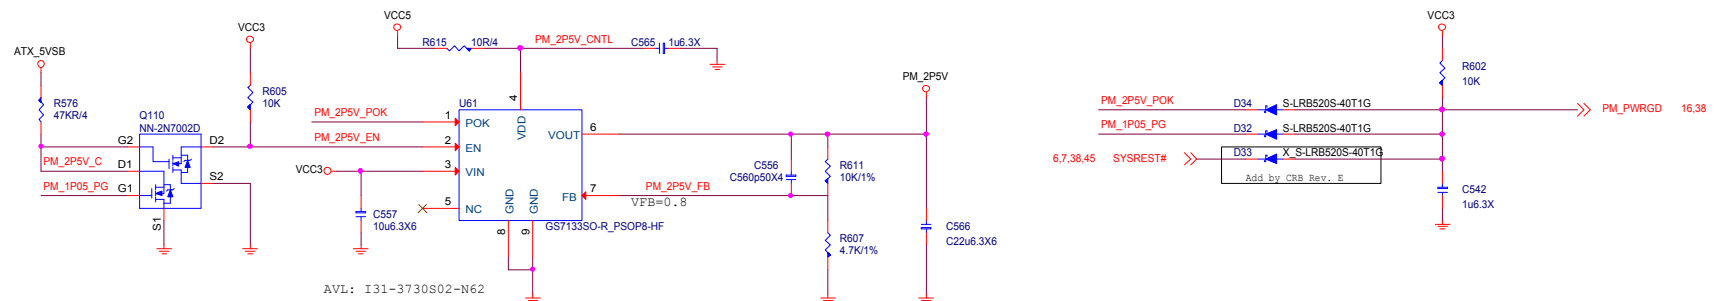 ATX_5VSB
R576
47KR/4
Q110
NN-2N7002D
G2
D2
PM_2P5V_C
D1
PM_1P05_PG
G1
S2
S1
VCC3
R605
10K
VCC5
R615
10R/4
PM_2P5V_CNTL
C565
1u6.3X
PM_2P5V_POK
PM_2P5V_EN
VCC3
C557
10u6.3X6
U61
4
1
POK
VDD
VOUT
6
2
EN
3
VIN
5
NC
GND
GND
FB
7
8
9
GS7133SO-R_PSOP8-HF
PM_2P5V_FB
VFB=0.8
C556
C560p50X4
R611
10K/1%
R607
4.7K/1%
PM_2P5V
C566
C22u6.3X6
AVL: I31-3730S02-N62
VCC3
R602
10K
PM_2P5V_POK
D34
S-LRB520S-40T1G
PM_PWRGD
16,38
PM_1P05_PG
D32
S-LRB520S-40T1G
6,7,38,45
SYSREST#
D33
X_S-LRB520S-40T1G
Add by CRB Rev. E
C542
1u6.3X